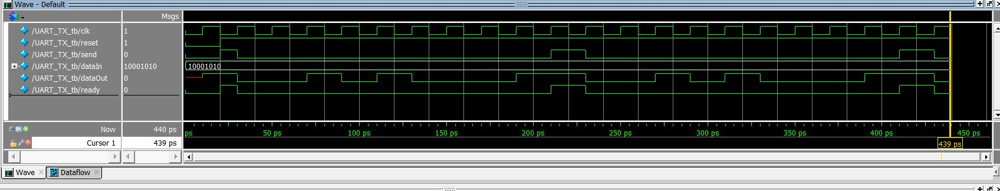 Wave - Default
Msgs
/UART_TX_tb/clk 1
/UART_TX_tb/reset 1
/UART_TX_tb/send 0
/UART_TX_tb/dataIn 10001010 10001010
/UART_TX_tb/dataOut 0
/UART_TX_tb/ready 0
Now 440 ps ps 50 ps 100 ps 150 ps 200 ps 250 ps 300 ps 350 ps 400 ps 450 ps
Cursor 1 439 ps 439 ps
Wave Dataflow